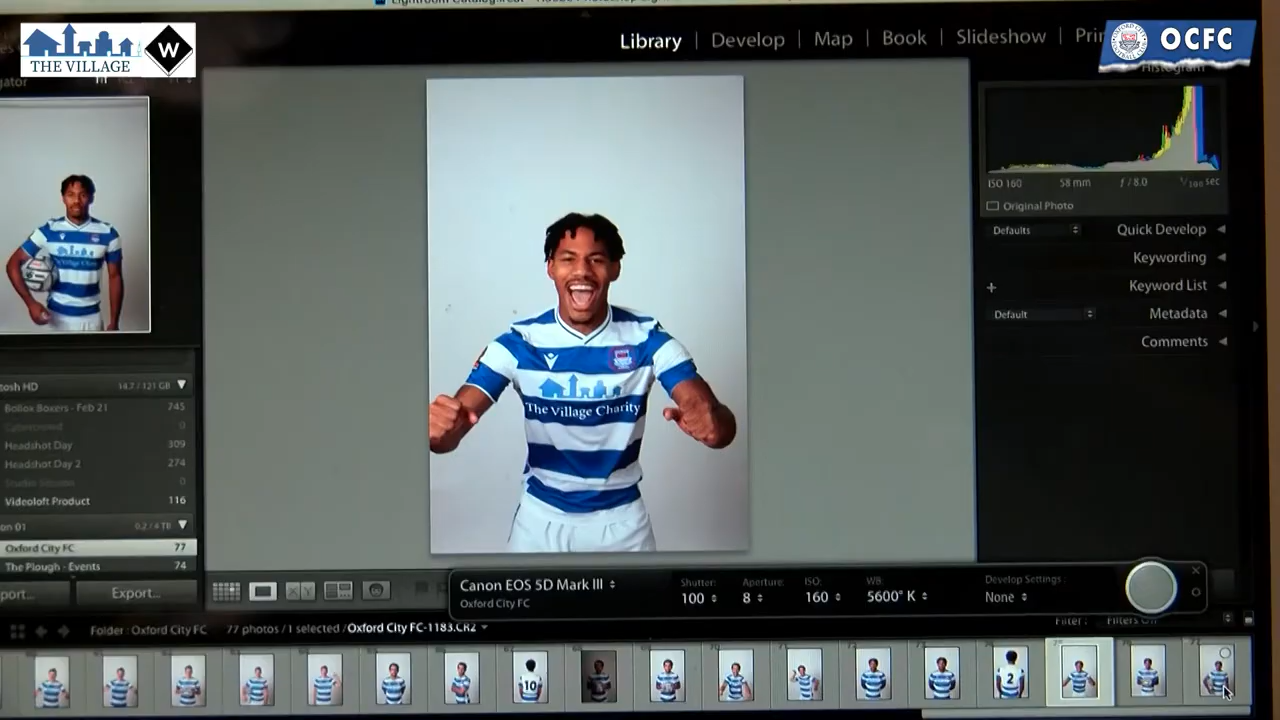 THE VILLAGE
W
Library | Develop | Map | Book | Slideshow |
OCFC
Histogram
ISO 160 58 mm ƒ / 8.0 1/100 sec
Original Photo
Defaults Quick Develop
Keywording
+ Keyword List
Default Metadata
Comments
The Village Charity
Bollox Boxers - Feb 21 745
Headshot Day 309
Headshot Day 2 274
Videoloft Product 116
Oxford City FC 77
The Plough - Events 74
Export...
Canon EOS 5D Mark III
Oxford City FC
Shutter: 100
Aperture: 8
ISO: 160
WB: 5600° K
Develop Settings: None
Folder : Oxford City FC 77 photos / 1 selected / Oxford City FC-1183.CR2
Filter : Filters Off
10
2